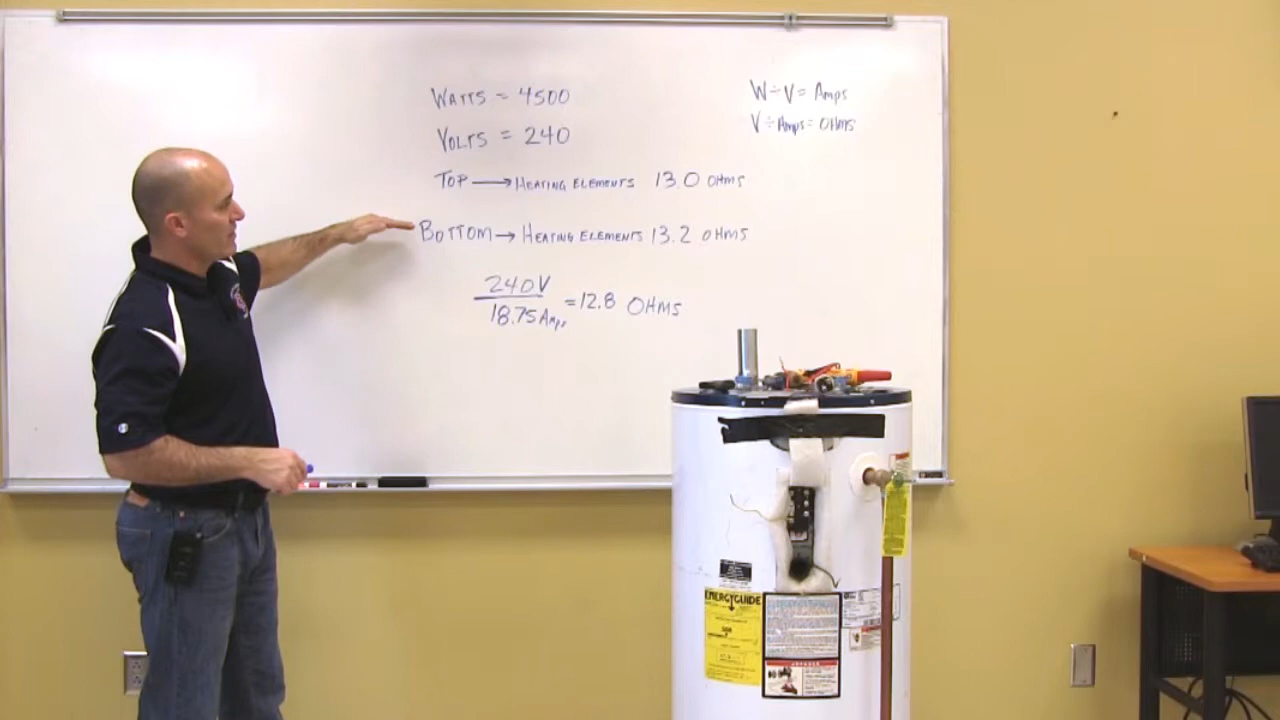 WATTS = 4500
VOLTS = 240
TOP → HEATING ELEMENTS 13.0 OHMS
BOTTOM → HEATING ELEMENTS 13.2 OHMS
240V
18.75 Amps
= 12.8 OHMS
W ÷ V = Amps
V ÷ Amps = OHMS
ENERGYGUIDE